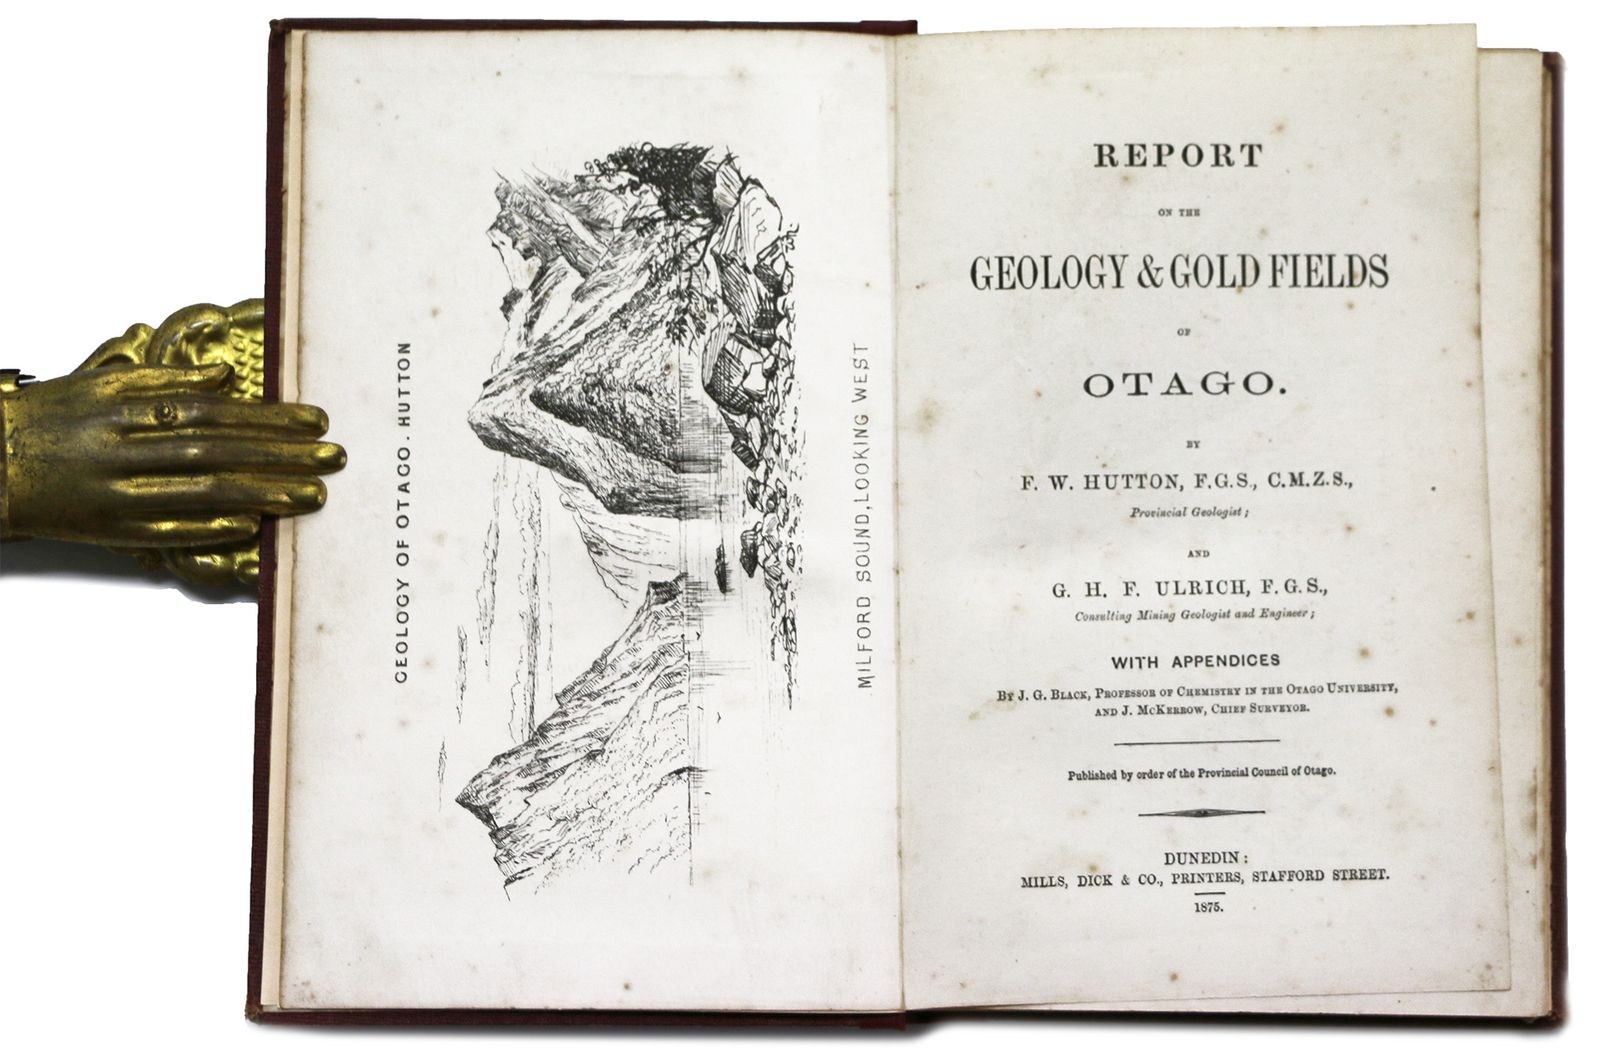 GEOLOGY OF OTAGO. HUTTON
MILFORD SOUND, LOOKING WEST
REPORT
ON THE
GEOLOGY & GOLD FIELDS
OF
OTAGO.
BY
F. W. HUTTON, F.G.S., C.M.Z.S.,
Provincial Geologist;
AND
G. H. F. ULRICH, F.G.S.,
Consulting Mining Geologist and Engineer;
WITH APPENDICES
BY J. G. BLACK, PROFESSOR OF CHEMISTRY IN THE OTAGO UNIVERSITY,
AND J. MCKERROW, CHIEF SURVEYOR.
Published by order of the Provincial Council of Otago.
DUNEDIN:
MILLS, DICK & CO., PRINTERS, STAFFORD STREET.
1875.